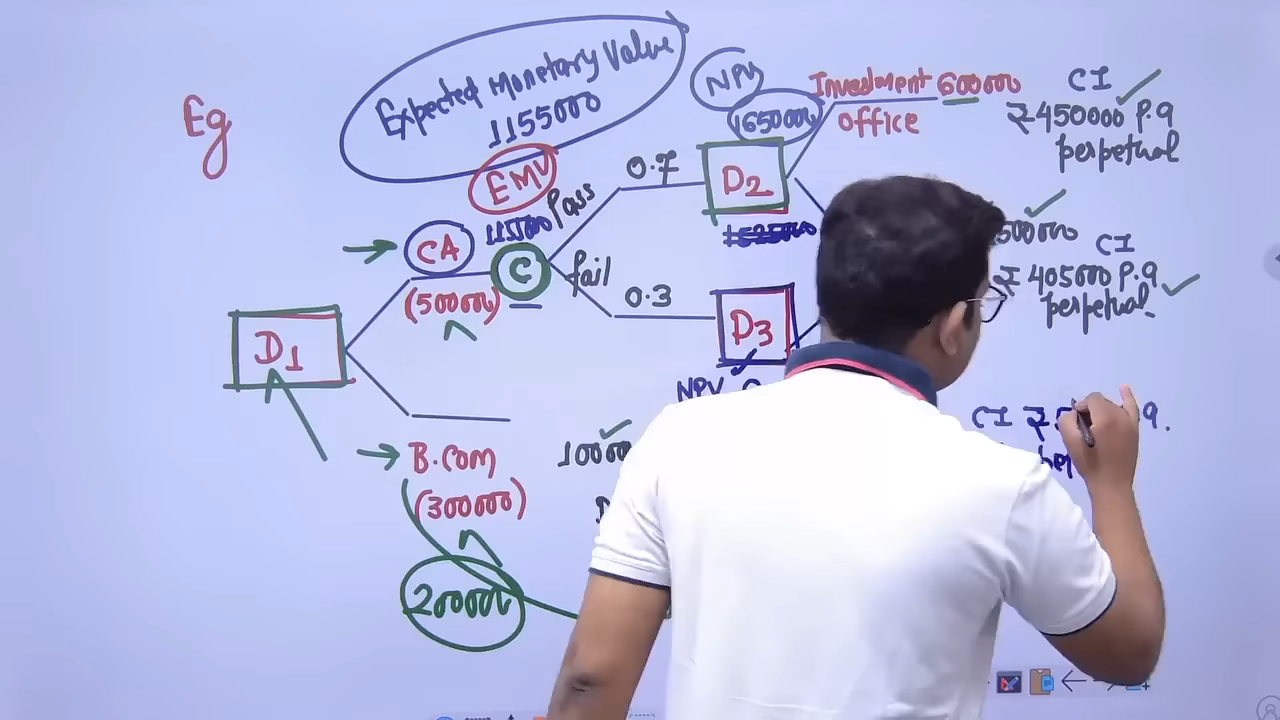 Eg
Expected Monetary Value
1155000
EMV
1155000
CA
(500000)
C
Pass
fail
0.7
0.3
NPV
1650000
D2
Investment 600000
office
CI
₹450000 P.a
perpetual
500000
CI
₹ 405000 P.a
perpetual
D1
D3
NPV
CI ₹
B.com
(300000)
200000